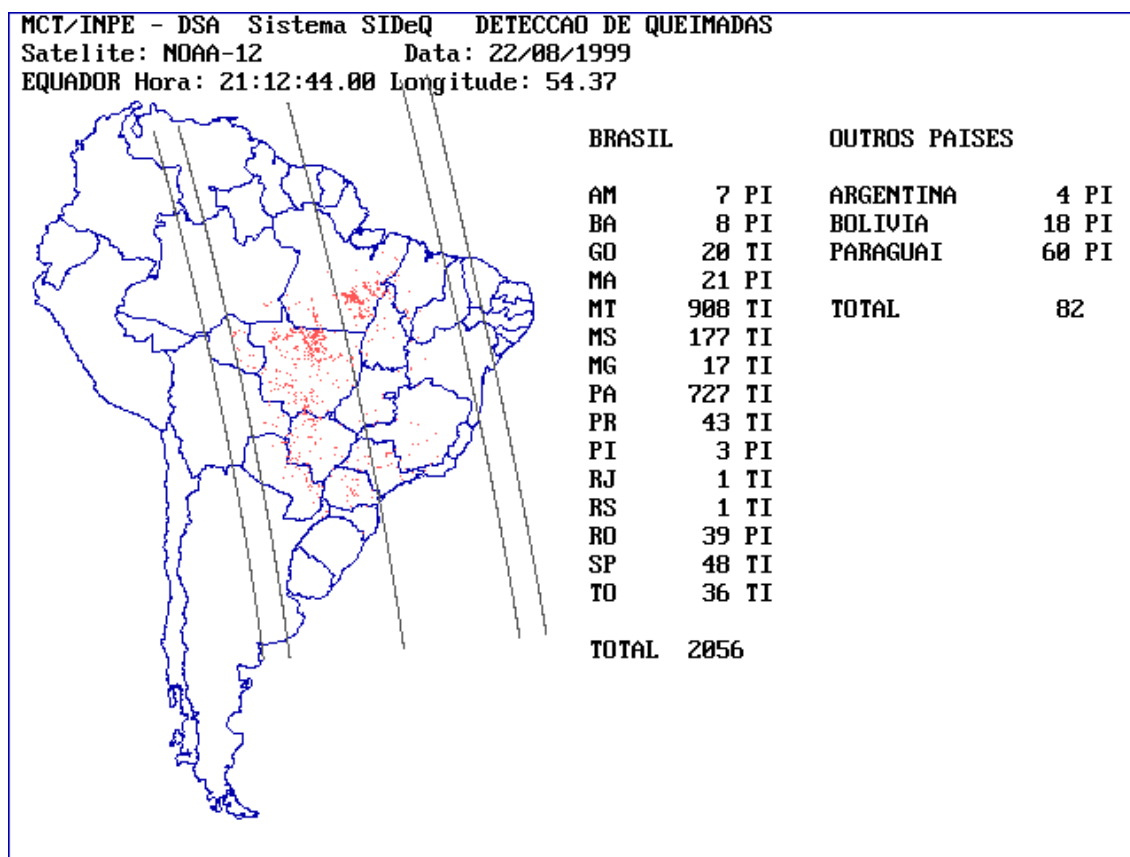 MCT/INPE - DSA Sistema SIDeQ DETECCAO DE QUEIMADAS
Satelite: NOAA-12 Data: 22/08/1999
EQUADOR Hora: 21:12:44.00 Longitude: 54.37
BRASIL
AM 7 PI
BA 8 PI
GO 20 TI
MA 21 PI
MT 908 TI
MS 177 TI
MG 17 TI
PA 727 TI
PR 43 TI
PI 3 PI
RJ 1 TI
RS 1 TI
RO 39 PI
SP 48 TI
TO 36 TI
TOTAL 2056
OUTROS PAISES
ARGENTINA 4 PI
BOLIVIA 18 PI
PARAGUAI 60 PI
TOTAL 82